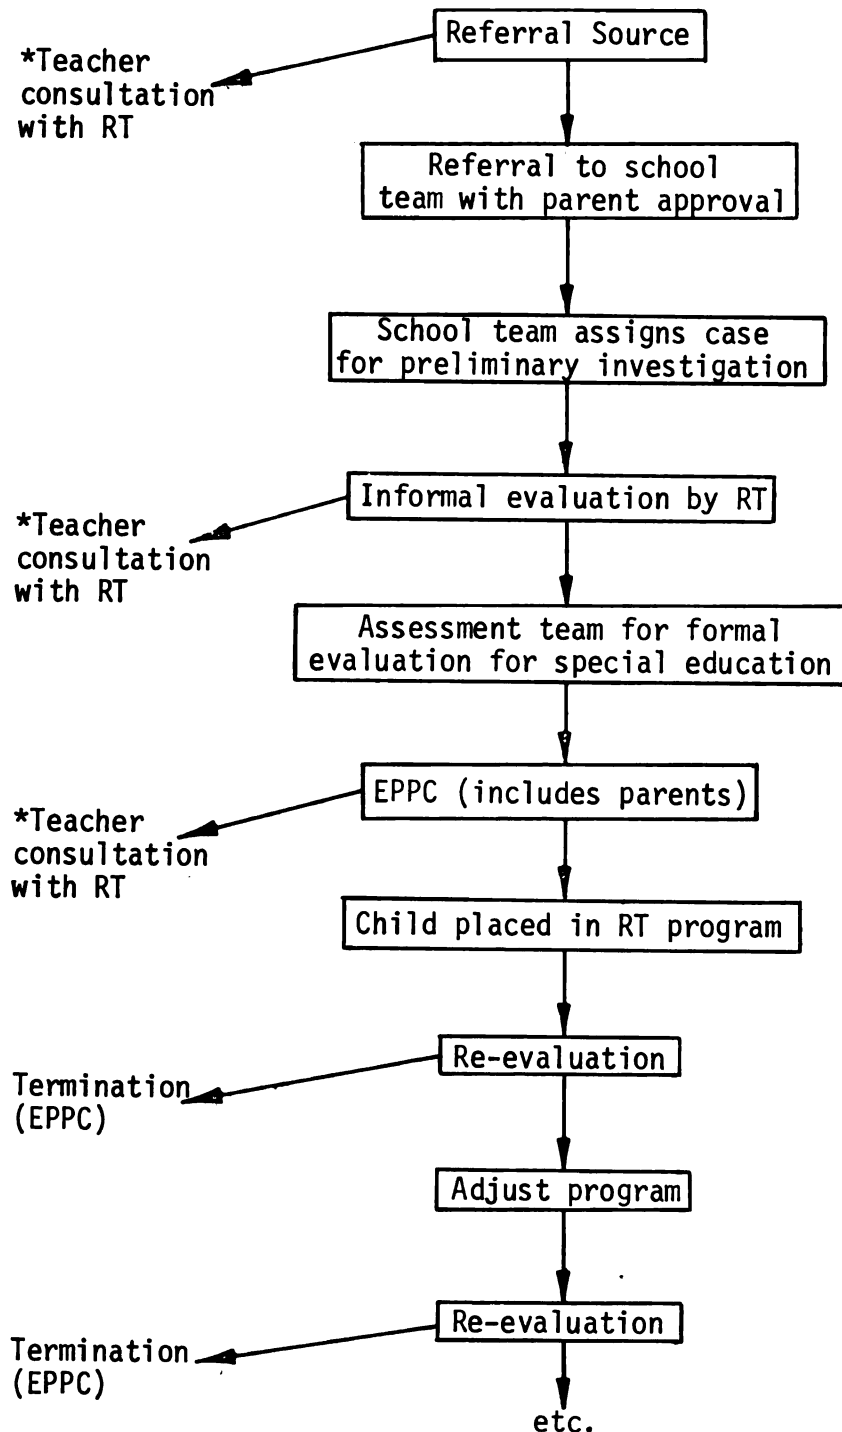 Referral Source
*Teacher
consultation
with RT
Referral to school
team with parent approval
School team assigns case
for preliminary investigation
Informal evaluation by RT
*Teacher
consultation
with RT
Assessment team for formal
evaluation for special education
EPPC (includes parents)
*Teacher
consultation
with RT
Child placed in RT program
Re-evaluation
Termination
(EPPC)
Adjust program
Re-evaluation
Termination
(EPPC)
etc.